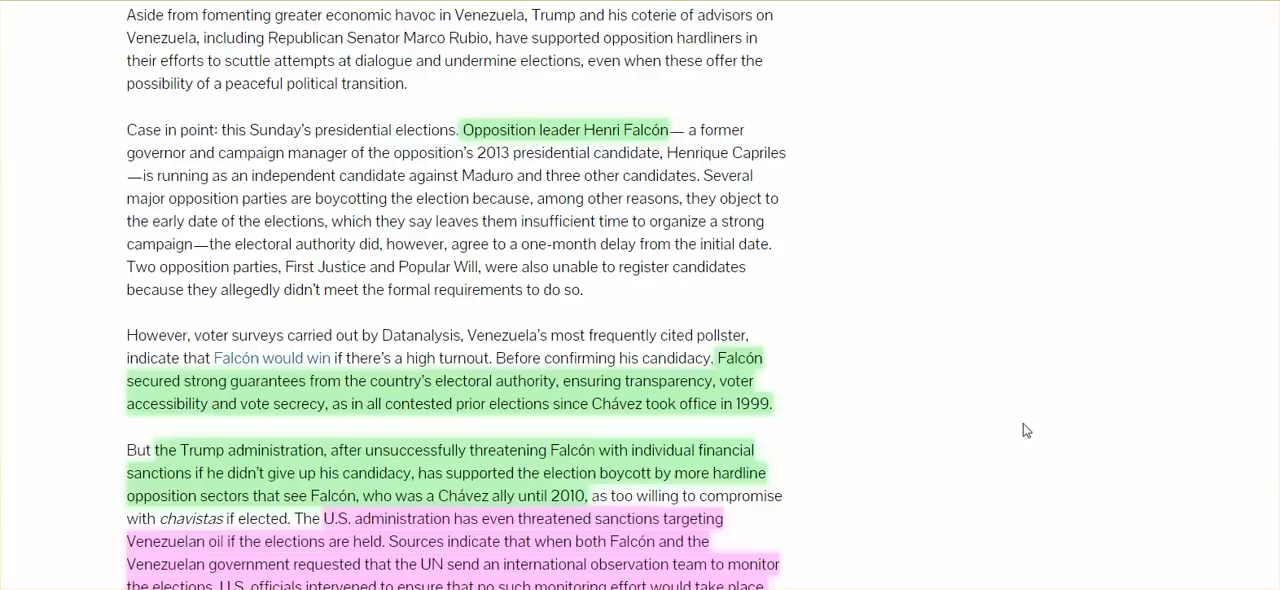 Aside from fomenting greater economic havoc in Venezuela, Trump and his coterie of advisors on
Venezuela, including Republican Senator Marco Rubio, have supported opposition hardliners in
their efforts to scuttle attempts at dialogue and undermine elections, even when these offer the
possibility of a peaceful political transition.
Case in point: this Sunday's presidential elections. Opposition leader Henri Falcón— a former
governor and campaign manager of the opposition's 2013 presidential candidate, Henrique Capriles
—is running as an independent candidate against Maduro and three other candidates. Several
major opposition parties are boycotting the election because, among other reasons, they object to
the early date of the elections, which they say leaves them insufficient time to organize a strong
campaign—the electoral authority did, however, agree to a one-month delay from the initial date.
Two opposition parties, First Justice and Popular Will, were also unable to register candidates
because they allegedly didn't meet the formal requirements to do so.
However, voter surveys carried out by Datanalysis, Venezuela's most frequently cited pollster,
indicate that Falcón would win if there's a high turnout. Before confirming his candidacy, Falcón
secured strong guarantees from the country's electoral authority, ensuring transparency, voter
accessibility and vote secrecy, as in all contested prior elections since Chávez took office in 1999.
But the Trump administration, after unsuccessfully threatening Falcón with individual financial
sanctions if he didn't give up his candidacy, has supported the election boycott by more hardline
opposition sectors that see Falcón, who was a Chávez ally until 2010, as too willing to compromise
with chavistas if elected. The U.S. administration has even threatened sanctions targeting
Venezuelan oil if the elections are held. Sources indicate that when both Falcón and the
Venezuelan government requested that the UN send an international observation team to monitor
the elections, U.S. officials intervened to ensure that no such monitoring effort would take place.